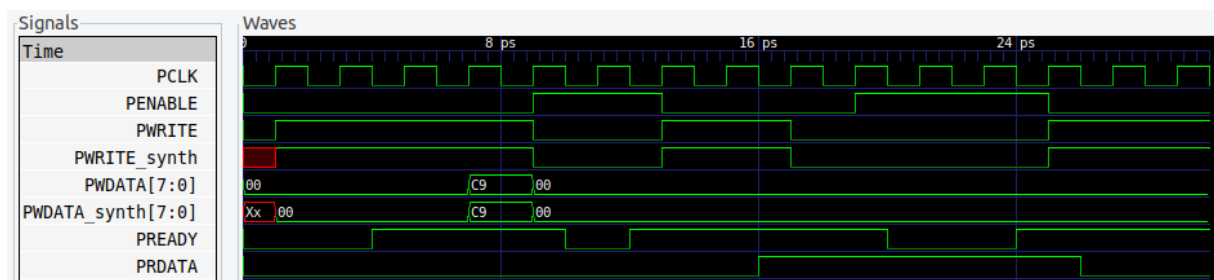 Signals Waves
Time 0 8 ps 16 ps 24 ps
PCLK
PENABLE
PWRITE
PWRITE_synth
PWDATA[7:0] 00 C9 00
PWDATA_synth[7:0] Xx 00 C9 00
PREADY
PRDATA